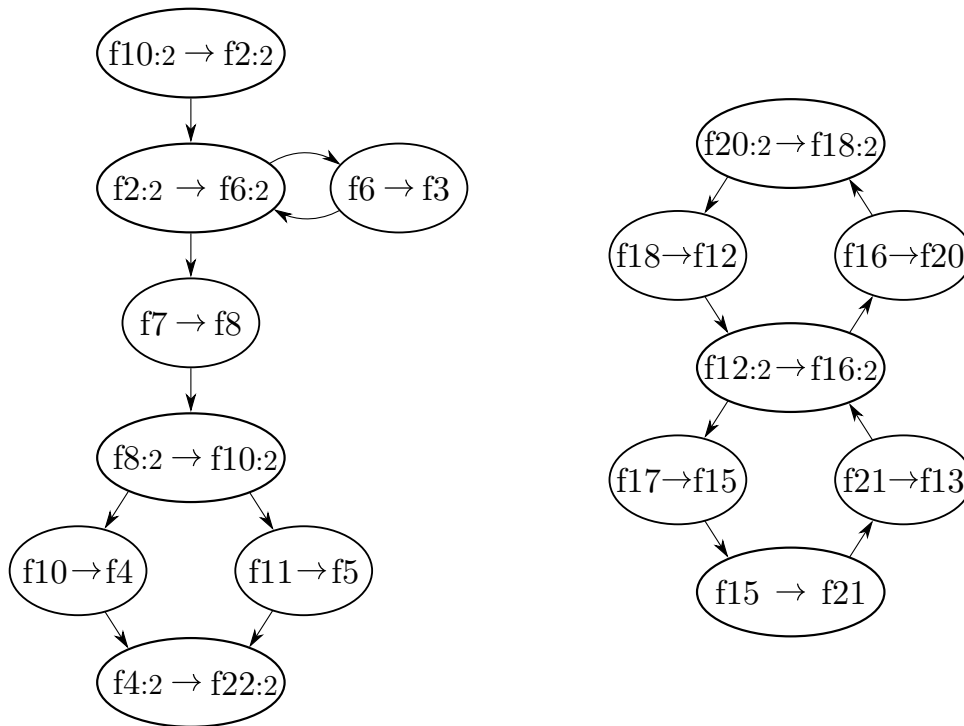 f10:2 → f2:2
f2:2 → f6:2
f6 → f3
f7 → f8
f8:2 → f10:2
f10→f4
f11→f5
f4:2 → f22:2
f20:2→f18:2
f18→f12
f16→f20
f12:2→f16:2
f17→f15
f21→f13
f15 → f21